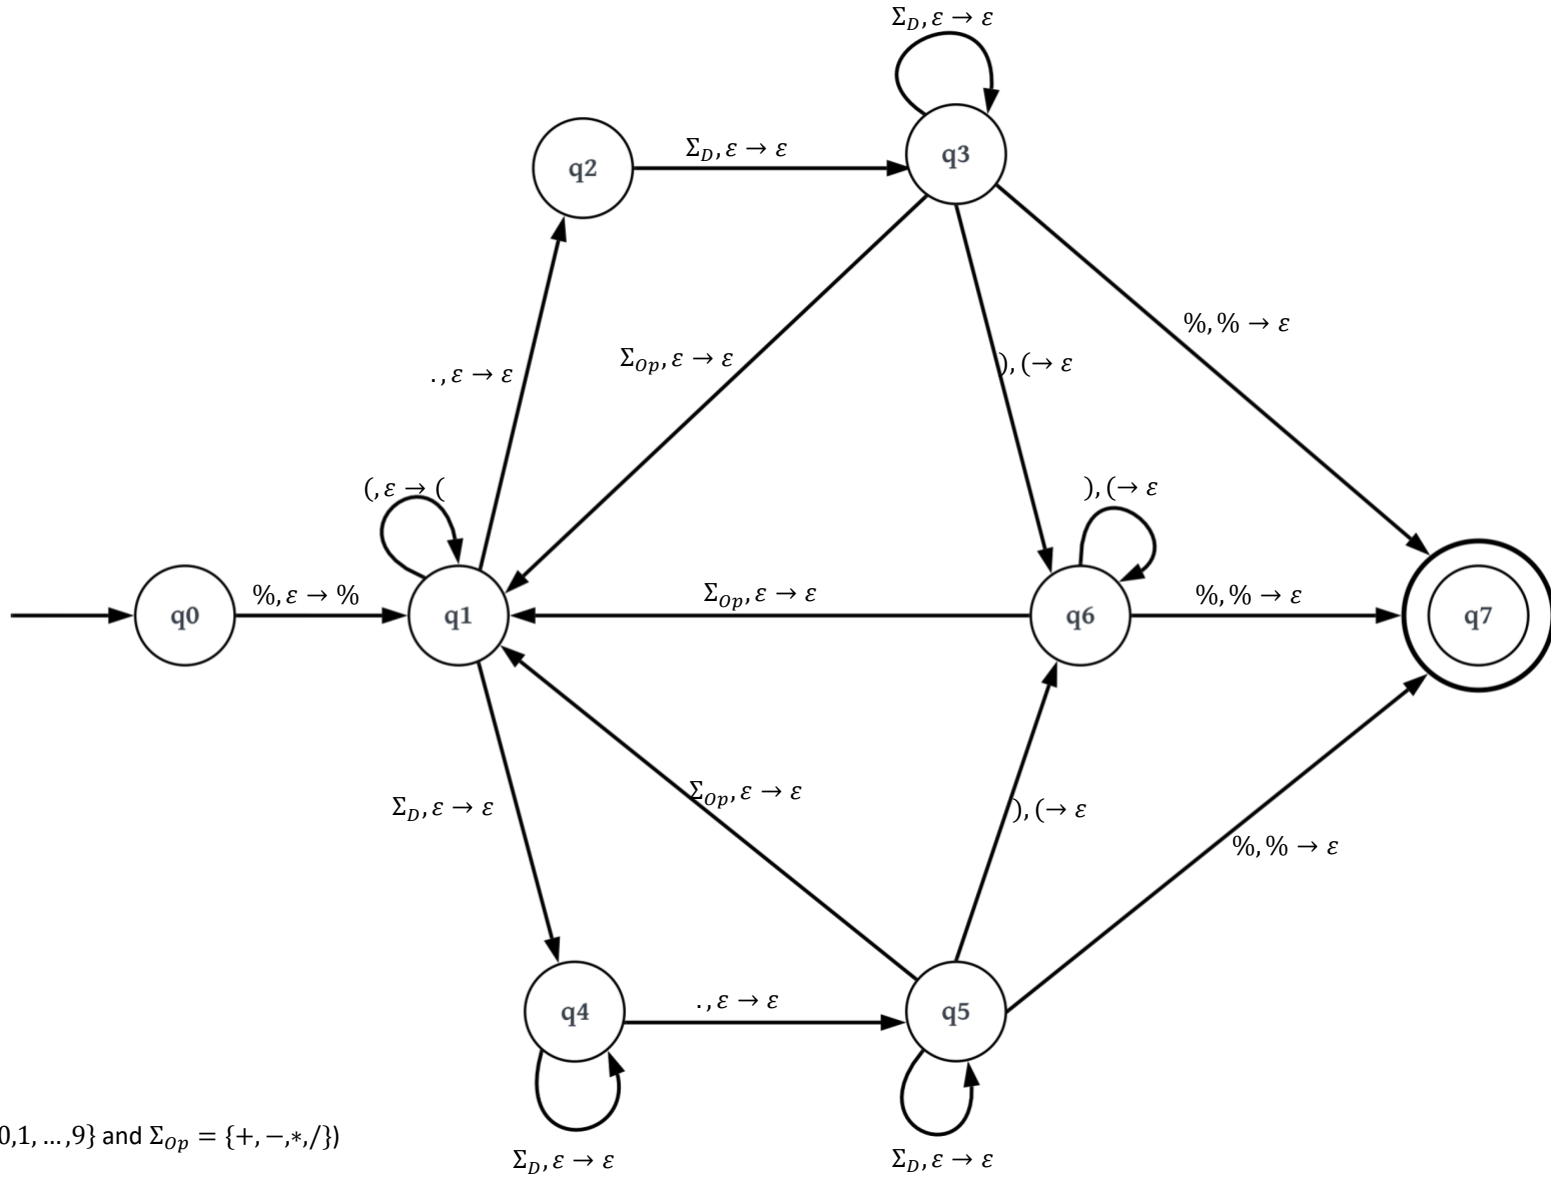 Σ_D, ε → ε
q2
Σ_D, ε → ε
q3
%, % → ε
. , ε → ε
Σ_Op, ε → ε
), (→ ε
(, ε → (
), (→ ε
q0
%, ε → %
q1
Σ_Op, ε → ε
q6
%, % → ε
q7
Σ_D, ε → ε
Σ_Op, ε → ε
), (→ ε
%, % → ε
q4
. , ε → ε
q5
0,1, … ,9} and Σ_Op = {+, −,∗,/})
Σ_D, ε → ε
Σ_D, ε → ε